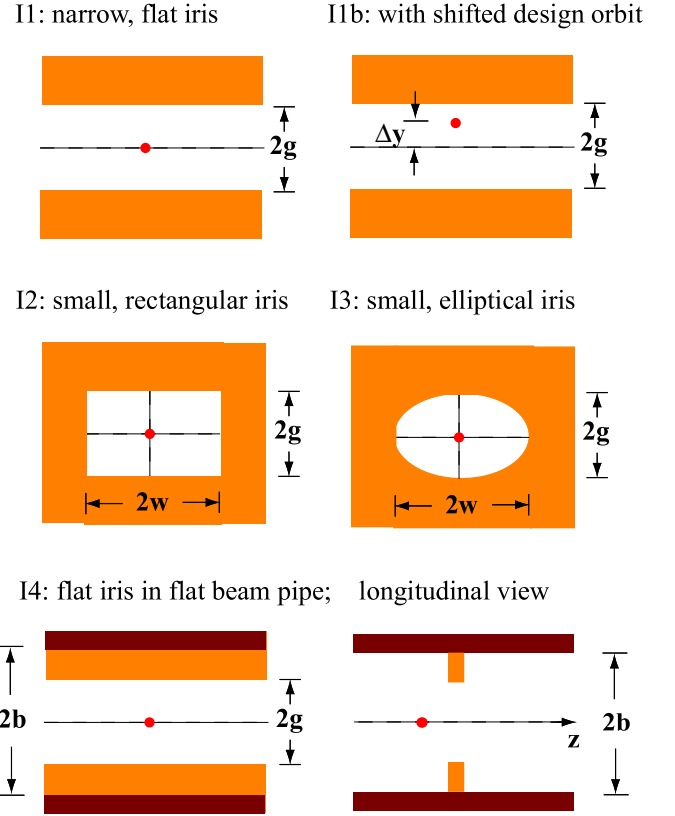 I1: narrow, flat iris
I1b: with shifted design orbit
2g
Δy
2g
I2: small, rectangular iris
I3: small, elliptical iris
2g
2w
2g
2w
I4: flat iris in flat beam pipe; longitudinal view
2b
2g
z
2b